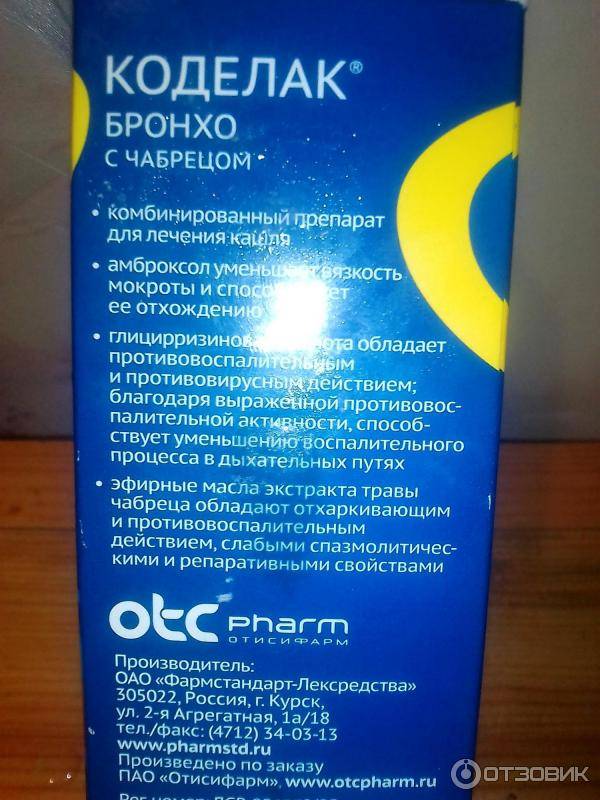 КОДЕЛАК®
БРОНХО
С ЧАБРЕЦОМ
• комбинированный препарат
для лечения кашля
• амброксол уменьшает вязкость
мокроты и способствует
ее отхождению
• глицирризиновая кислота обладает
противовоспалительным
и противовирусным действием;
благодаря выраженной противовос-
палительной активности, способ-
ствует уменьшению воспалительного
процесса в дыхательных путях
• эфирные масла экстракта травы
чабреца обладают отхаркивающим
и противовоспалительным
действием, слабыми спазмолитичес-
кими и репаративными свойствами
otc pharm
ОТИСИФАРМ
Производитель:
ОАО «Фармстандарт-Лексредства»
305022, Россия, г. Курск,
ул. 2-я Агрегатная, 1а/18
тел./факс: (4712) 34-03-13
www.pharmstd.ru
Произведено по заказу
ПАО «Отисифарм», www.otcpharm.ru
Рег. номер: ЛСР
ОТЗОВИК